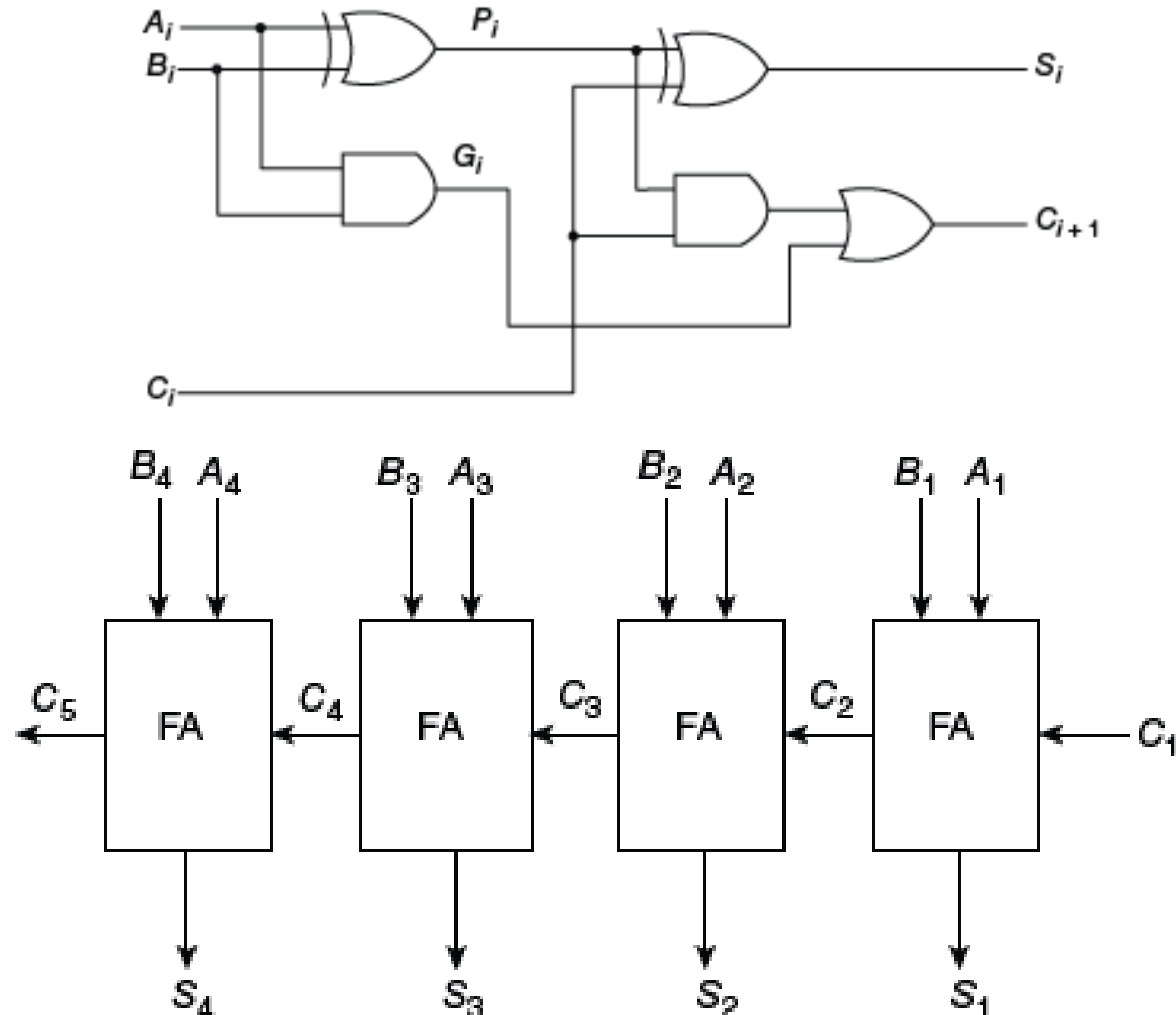 Aᵢ
Pᵢ
Bᵢ
Sᵢ
Gᵢ
Cᵢ₊₁
Cᵢ
B₄ A₄ B₃ A₃ B₂ A₂ B₁ A₁
C₅ FA C₄ FA C₃ FA C₂ FA C₁
S₄ S₃ S₂ S₁